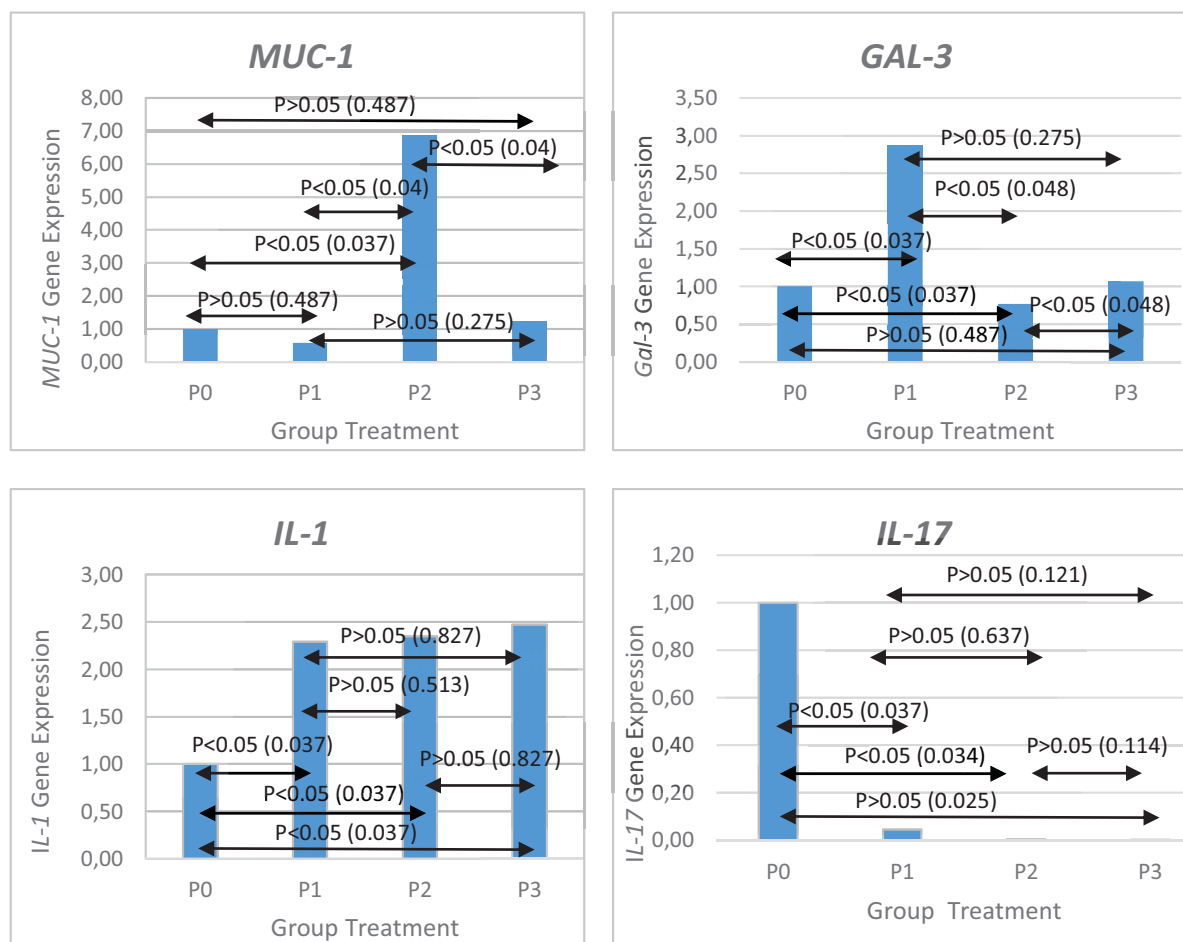 MUC-1
MUC-1 Gene Expression
8,00
7,00
6,00
5,00
4,00
3,00
2,00
1,00
0,00
P>0.05 (0.487)
P<0.05 (0.04)
P<0.05 (0.04)
P<0.05 (0.037)
P>0.05 (0.487)
P>0.05 (0.275)
P0 P1 P2 P3
Group Treatment
GAL-3
Gal-3 Gene Expression
3,50
3,00
2,50
2,00
1,50
1,00
0,50
0,00
P>0.05 (0.275)
P<0.05 (0.048)
P<0.05 (0.037)
P<0.05 (0.037)
P<0.05 (0.048)
P>0.05 (0.487)
P0 P1 P2 P3
Group Treatment
IL-1
IL-1 Gene Expression
3,00
2,50
2,00
1,50
1,00
0,50
0,00
P>0.05 (0.827)
P>0.05 (0.513)
P<0.05 (0.037)
P>0.05 (0.827)
P<0.05 (0.037)
P<0.05 (0.037)
P0 P1 P2 P3
Group Treatment
IL-17
IL-17 Gene Expression
1,20
1,00
0,80
0,60
0,40
0,20
0,00
P>0.05 (0.121)
P>0.05 (0.637)
P<0.05 (0.037)
P<0.05 (0.034)
P>0.05 (0.114)
P>0.05 (0.025)
P0 P1 P2 P3
Group Treatment